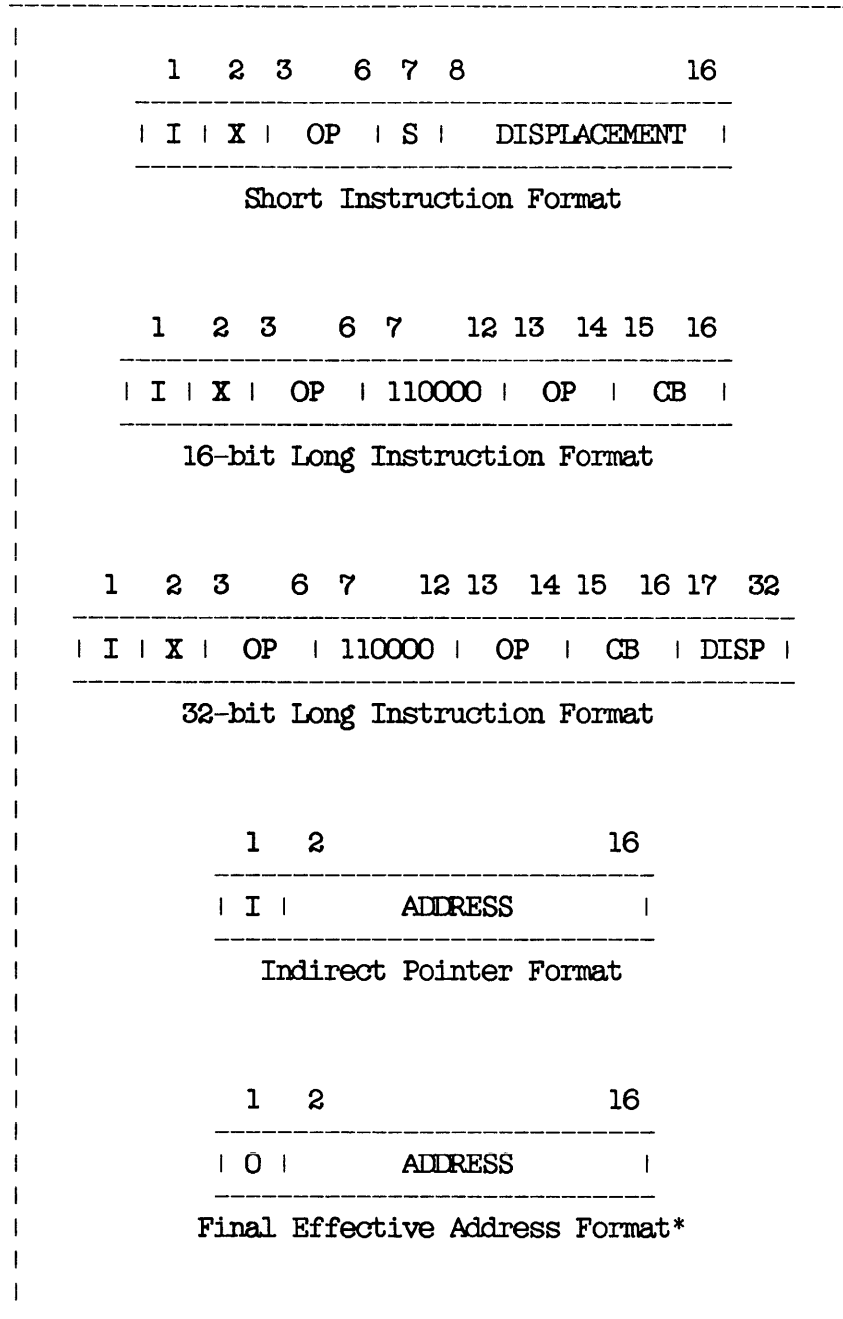 1 2 3 6 7 8 16
| I | X | OP | S | DISPLACEMENT |
Short Instruction Format
1 2 3 6 7 12 13 14 15 16
| I | X | OP | 110000 | OP | CB |
16-bit Long Instruction Format
1 2 3 6 7 12 13 14 15 16 17 32
| I | X | OP | 110000 | OP | CB | DISP |
32-bit Long Instruction Format
1 2 16
| I | ADDRESS |
Indirect Pointer Format
1 2 16
| 0 | ADDRESS |
Final Effective Address Format*